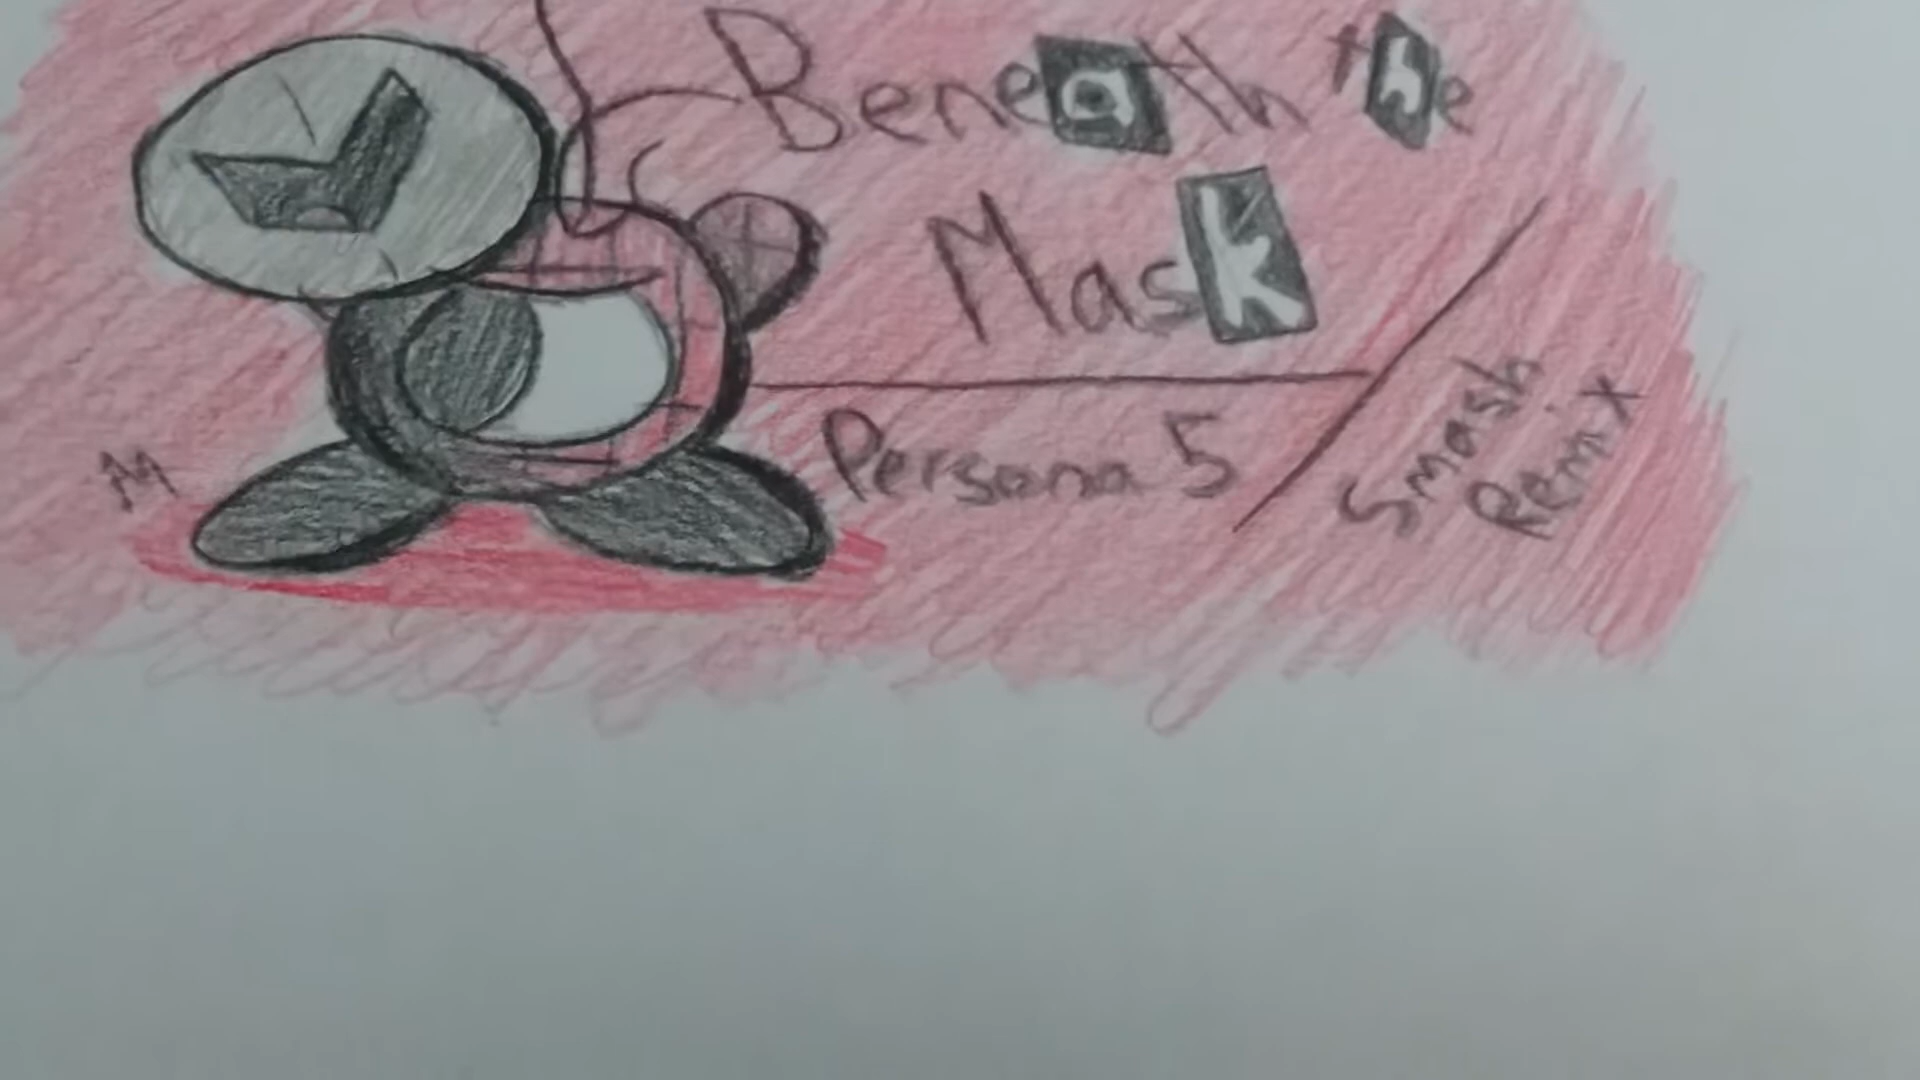 Beneath the
Mask
Persona 5
Smash
Remix